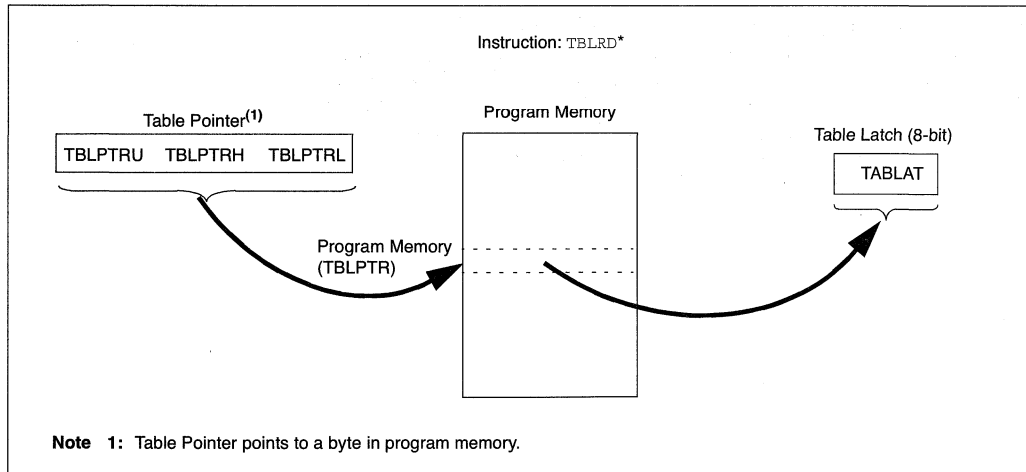 Instruction: TBLRD*
Table Pointer(1)
TBLPTRU TBLPTRH TBLPTRL
Program Memory
Table Latch (8-bit)
TABLAT
Program Memory
(TBLPTR)
Note 1: Table Pointer points to a byte in program memory.